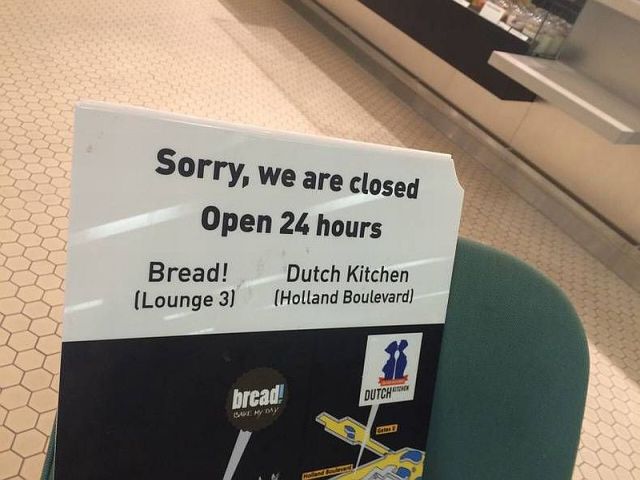 Sorry, we are closed
Open 24 hours
Bread! Dutch Kitchen
(Lounge 3) (Holland Boulevard)
bread!
BAKE MY DAY
DUTCH KITCHEN
Gates E
Holland Boulevard